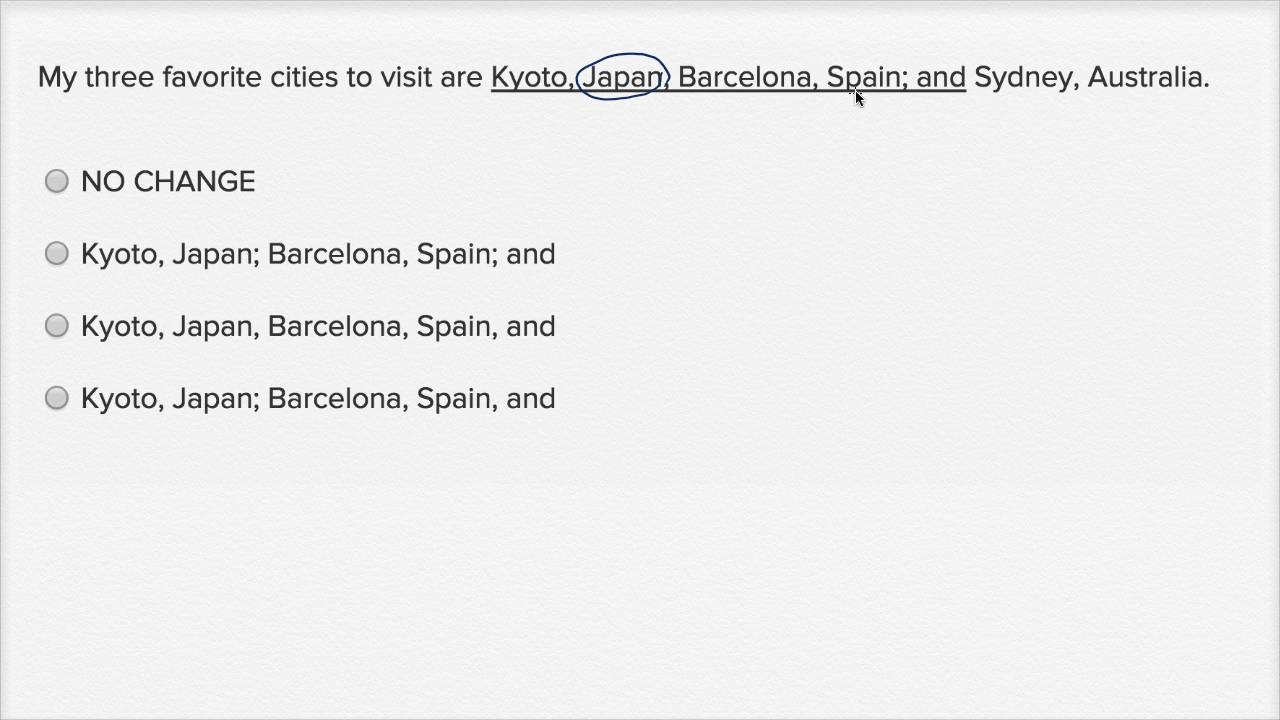 My three favorite cities to visit are Kyoto, Japan, Barcelona, Spain; and Sydney, Australia.
NO CHANGE
Kyoto, Japan; Barcelona, Spain; and
Kyoto, Japan, Barcelona, Spain, and
Kyoto, Japan; Barcelona, Spain, and